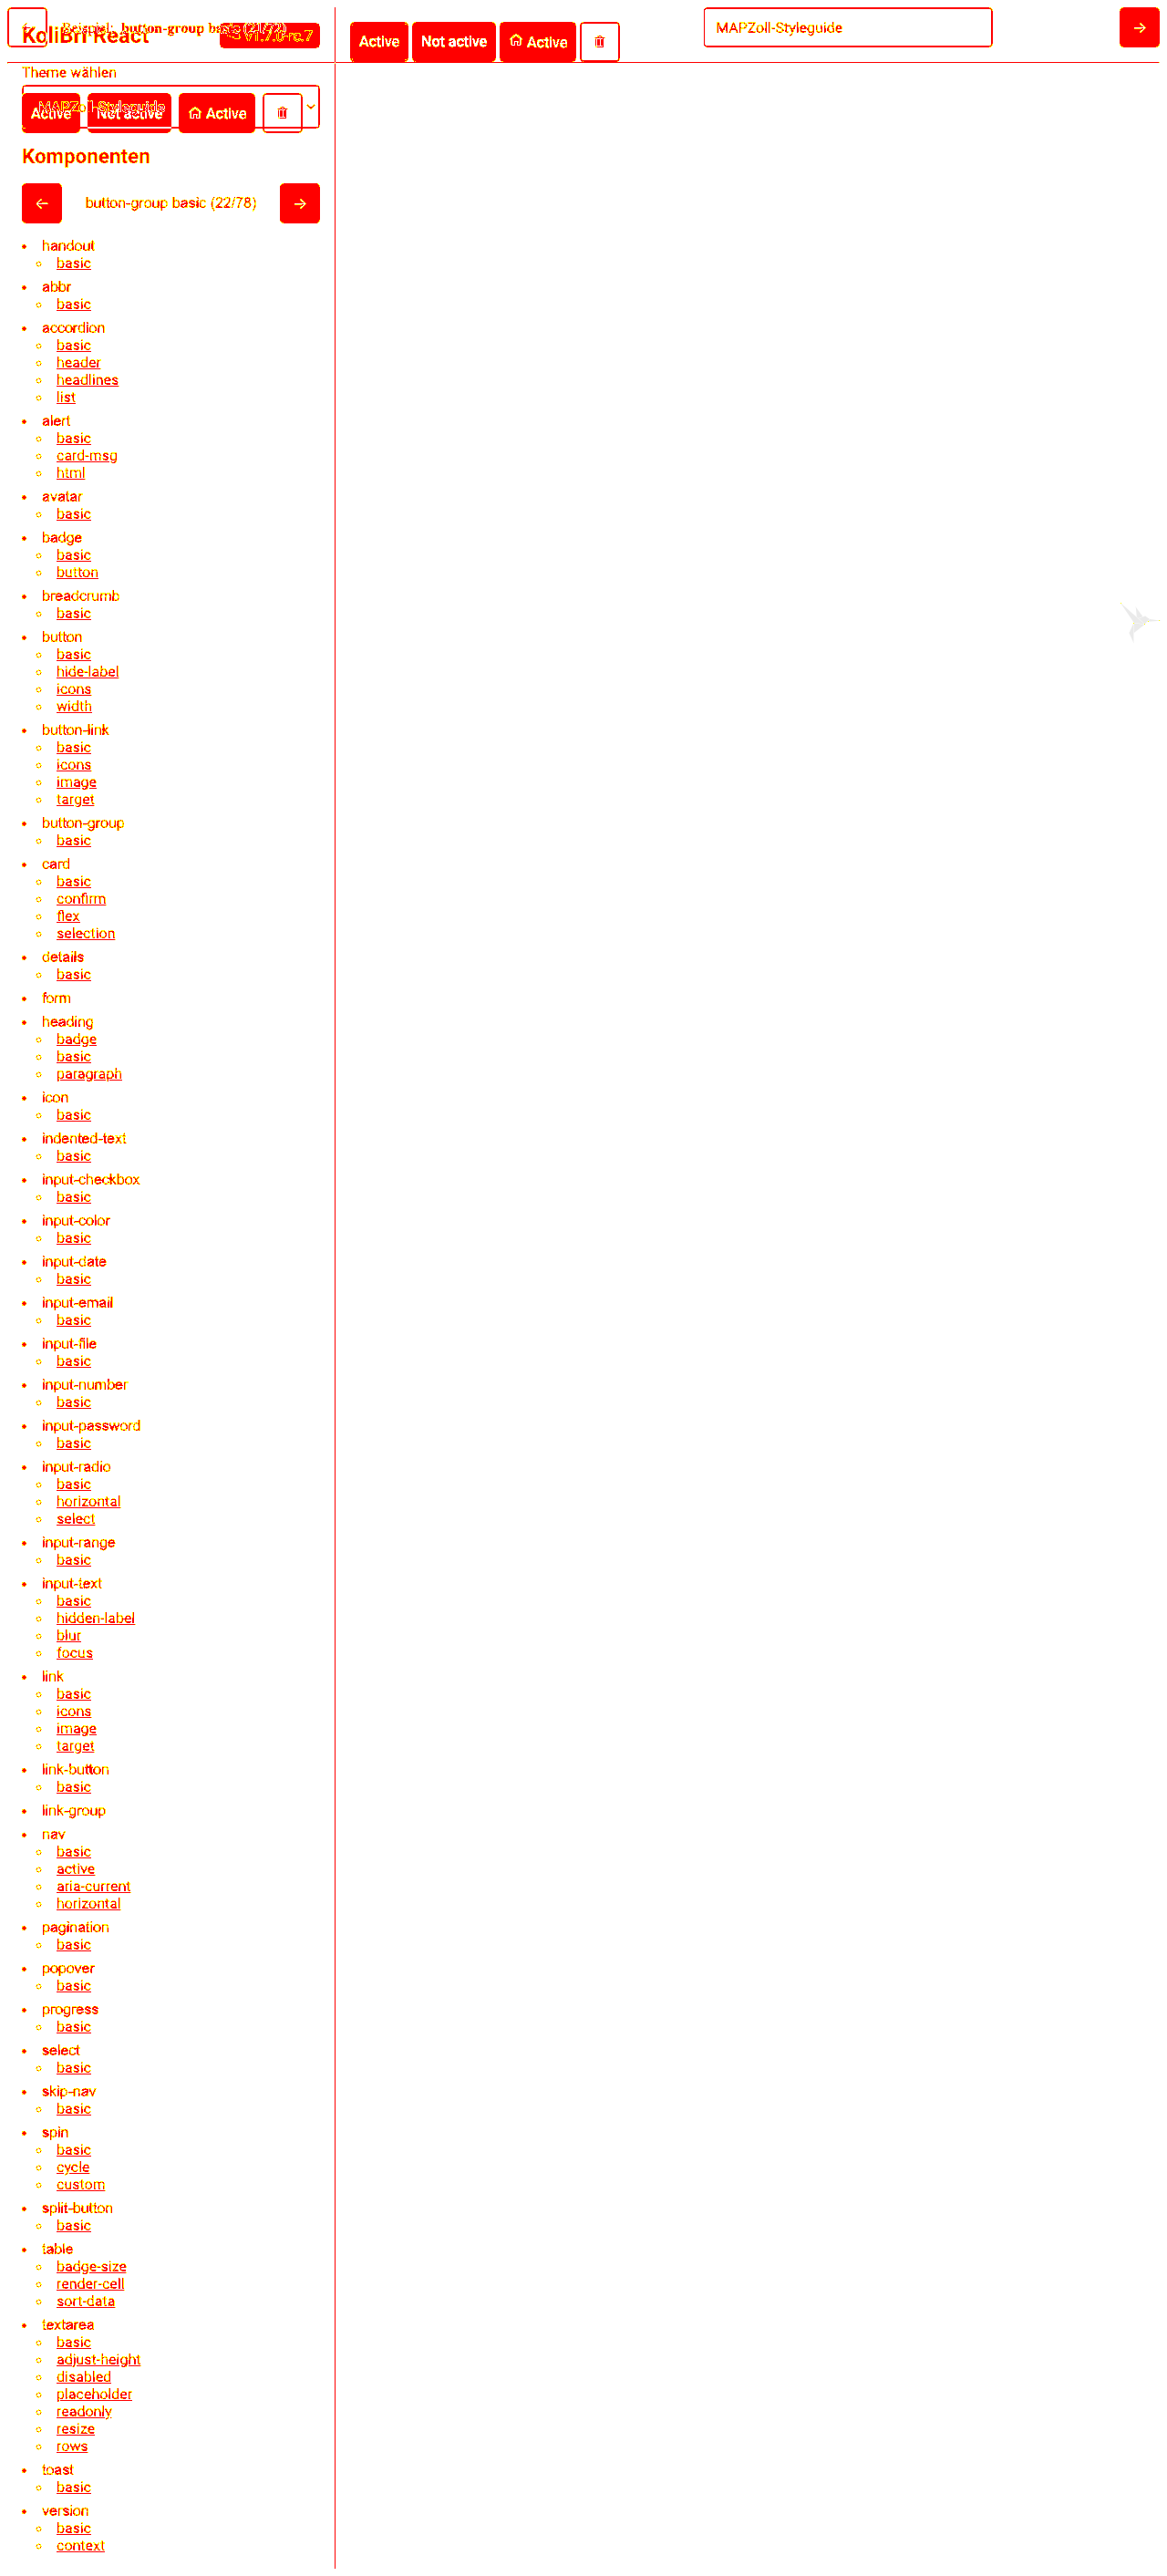 KoliBri React v1.7.0-rc.7
Beispiel: button-group basic (21/72)
Active Not active Active
MAPZoll-Styleguide
Theme wählen
MAPZoll-Styleguide
Active Not active Active
Komponenten
button-group basic (22/78)
handout
basic
abbr
basic
accordion
basic
header
headlines
list
alert
basic
card-msg
html
avatar
basic
badge
basic
button
breadcrumb
basic
button
basic
hide-label
icons
width
button-link
basic
icons
image
target
button-group
basic
card
basic
confirm
flex
selection
details
basic
form
heading
badge
basic
paragraph
icon
basic
indented-text
basic
input-checkbox
basic
input-color
basic
input-date
basic
input-email
basic
input-file
basic
input-number
basic
input-password
basic
input-radio
basic
horizontal
select
input-range
basic
input-text
basic
hidden-label
blur
focus
link
basic
icons
image
target
link-button
basic
link-group
nav
basic
active
aria-current
horizontal
pagination
basic
popover
basic
progress
basic
select
basic
skip-nav
basic
spin
basic
cycle
custom
split-button
basic
table
badge-size
render-cell
sort-data
textarea
basic
adjust-height
disabled
placeholder
readonly
resize
rows
toast
basic
version
basic
context